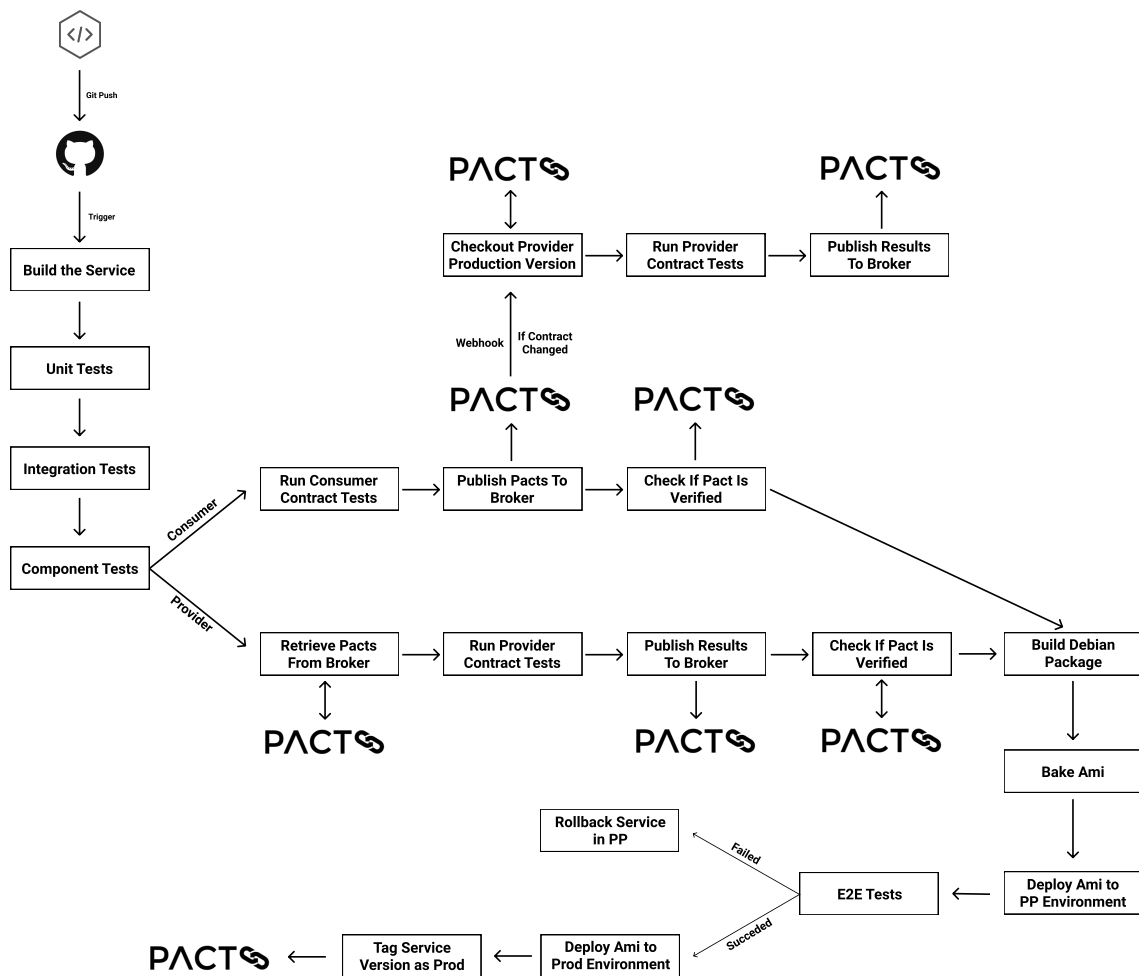 Git Push
Trigger
Build the Service
Unit Tests
Integration Tests
Component Tests
Consumer
Provider
PACT
PACT
Checkout Provider
Production Version
Run Provider
Contract Tests
Publish Results
To Broker
Webhook
If Contract
Changed
PACT
PACT
Run Consumer
Contract Tests
Publish Pacts To
Broker
Check If Pact Is
Verified
Retrieve Pacts
From Broker
Run Provider
Contract Tests
Publish Results
To Broker
Check If Pact Is
Verified
Build Debian
Package
PACT
PACT
PACT
Bake Ami
Deploy Ami to
PP Environment
E2E Tests
Failed
Rollback Service
in PP
Succeded
Deploy Ami to
Prod Environment
Tag Service
Version as Prod
PACT